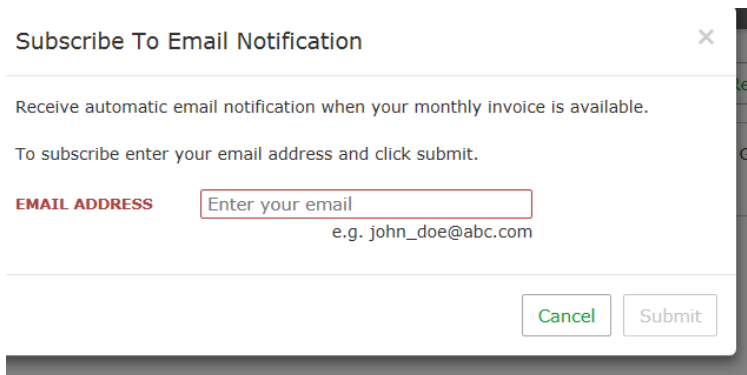 Subscribe To Email Notification
×
Receive automatic email notification when your monthly invoice is available.
To subscribe enter your email address and click submit.
EMAIL ADDRESS Enter your email
e.g. john_doe@abc.com
Cancel Submit